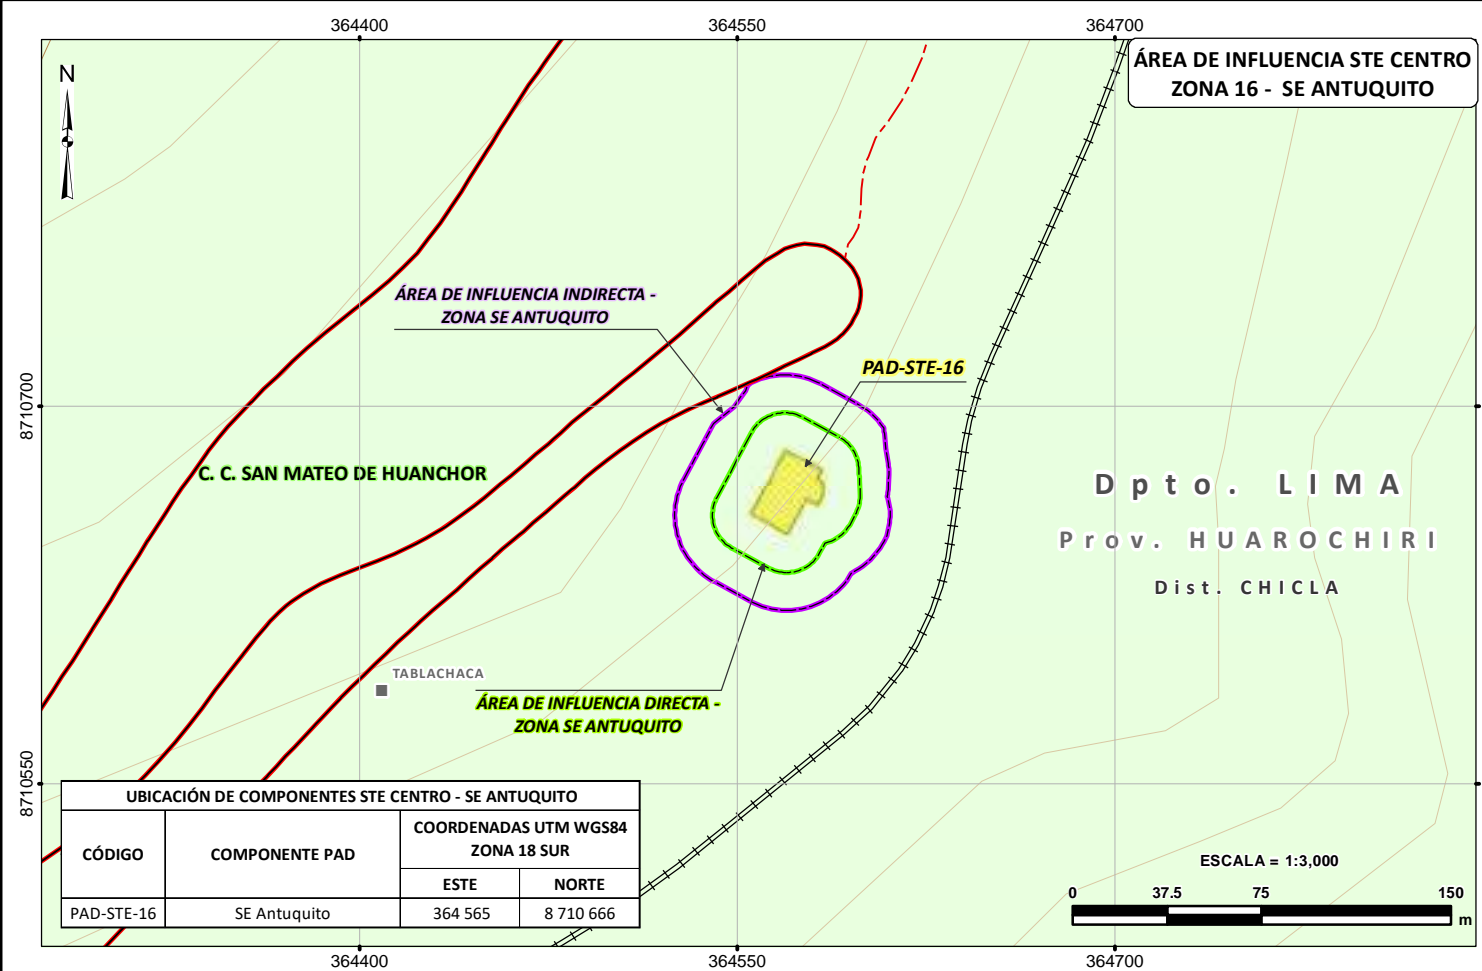 364400
364550
364700
ÁREA DE INFLUENCIA STE CENTRO
ZONA 16 - SE ANTUQUITO
N
ÁREA DE INFLUENCIA INDIRECTA -
ZONA SE ANTUQUITO
PAD-STE-16
8710700
C. C. SAN MATEO DE HUANCHOR
Dpto. LIMA
Prov. HUAROCHIRI
Dist. CHICLA
TABLACHACA
ÁREA DE INFLUENCIA DIRECTA -
ZONA SE ANTUQUITO
8710550
UBICACIÓN DE COMPONENTES STE CENTRO - SE ANTUQUITO
CÓDIGO
COMPONENTE PAD
COORDENADAS UTM WGS84
ZONA 18 SUR
ESTE
NORTE
PAD-STE-16
SE Antuquito
364 565
8 710 666
ESCALA = 1:3,000
0
37.5
75
150
m
364400
364550
364700